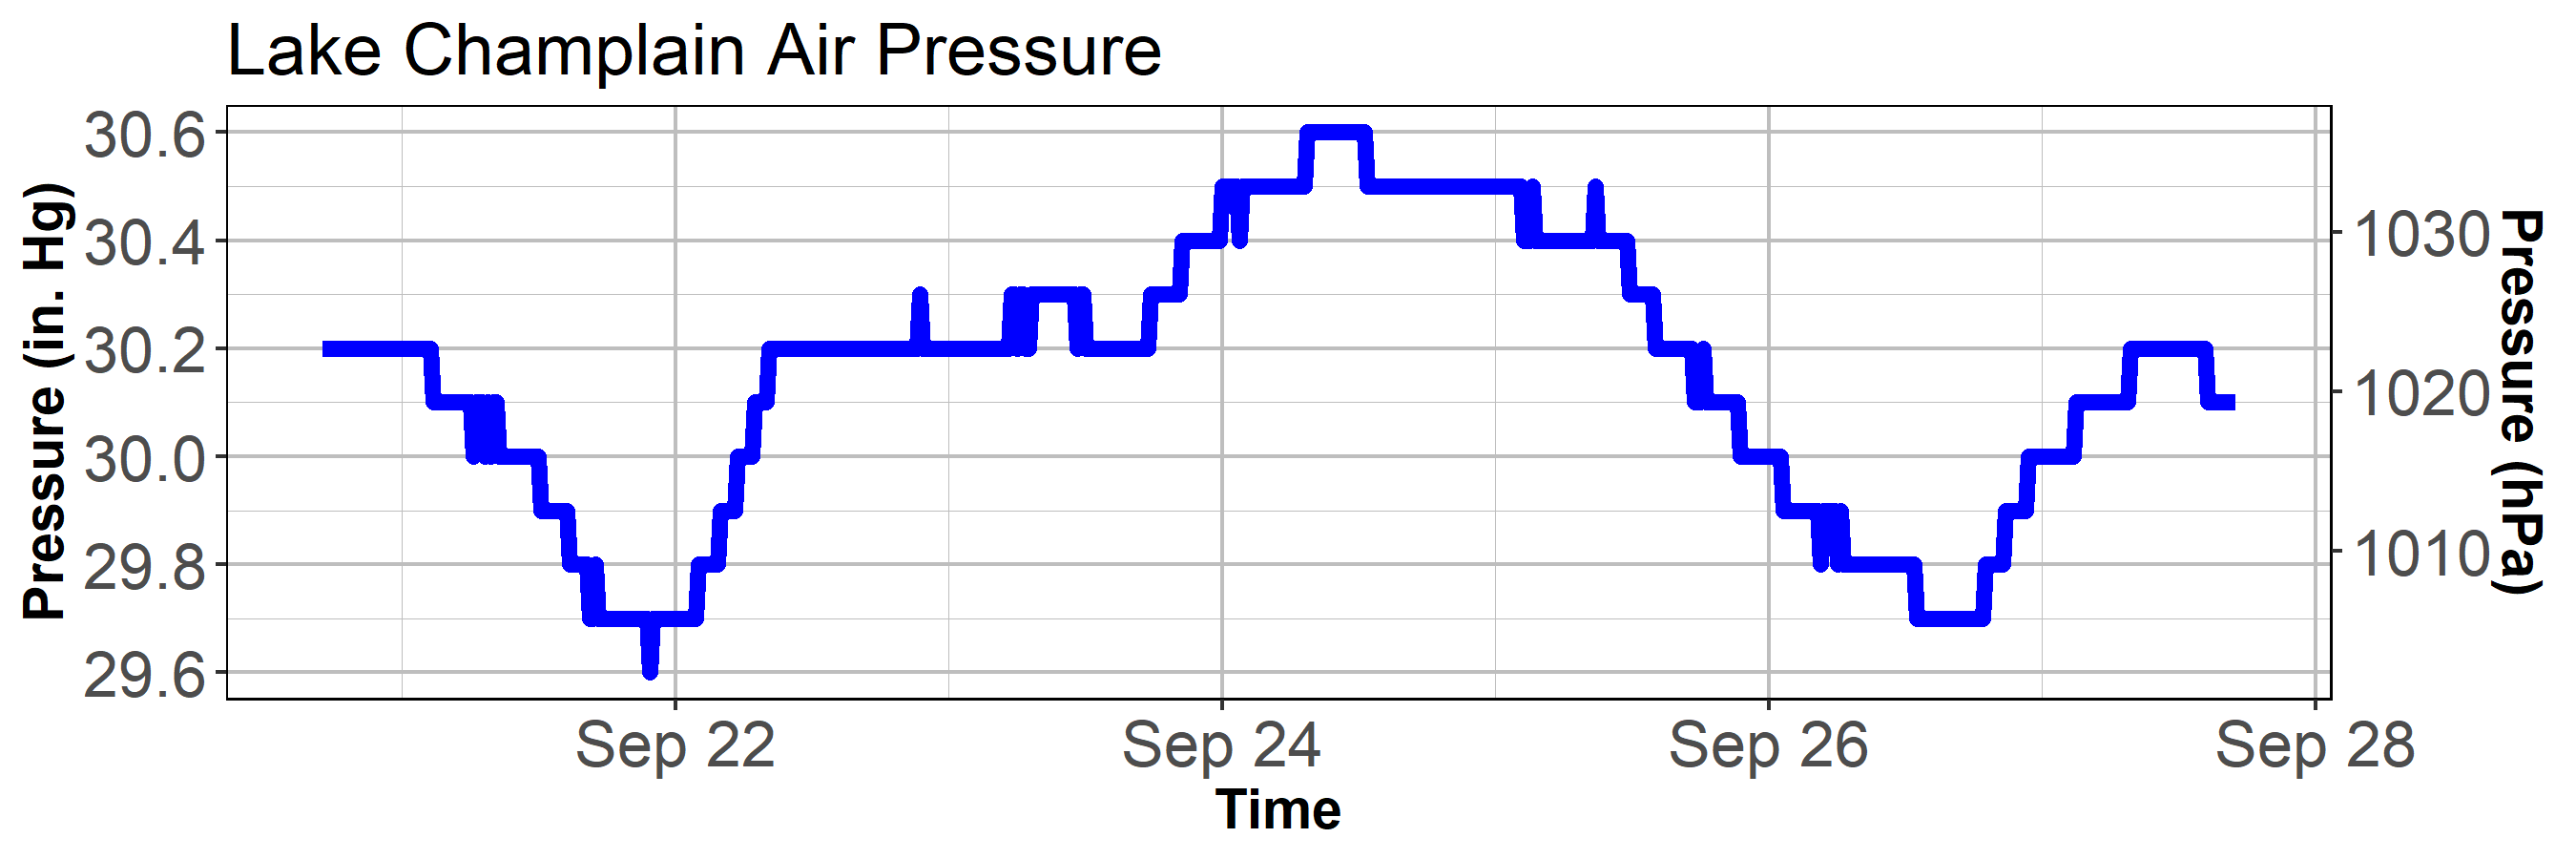 Lake Champlain Air Pressure
Pressure (in. Hg)
30.6
30.4
30.2
30.0
29.8
29.6
1030
1020
1010
Pressure (hPa)
Sep 22
Sep 24
Sep 26
Sep 28
Time